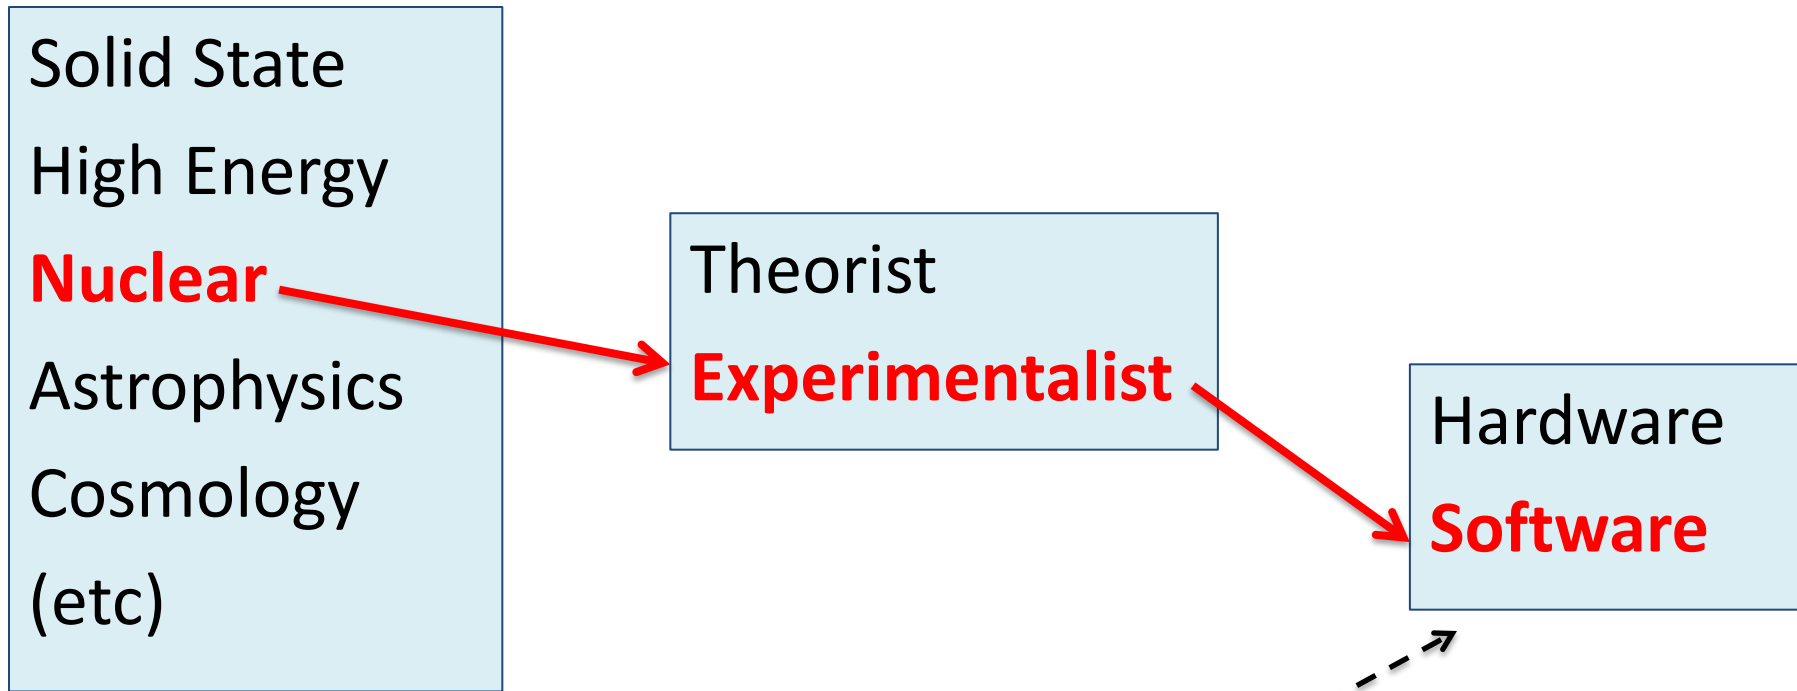 Solid State
High Energy
Nuclear
Astrophysics
Cosmology
(etc)
Theorist
Experimentalist
Hardware
Software